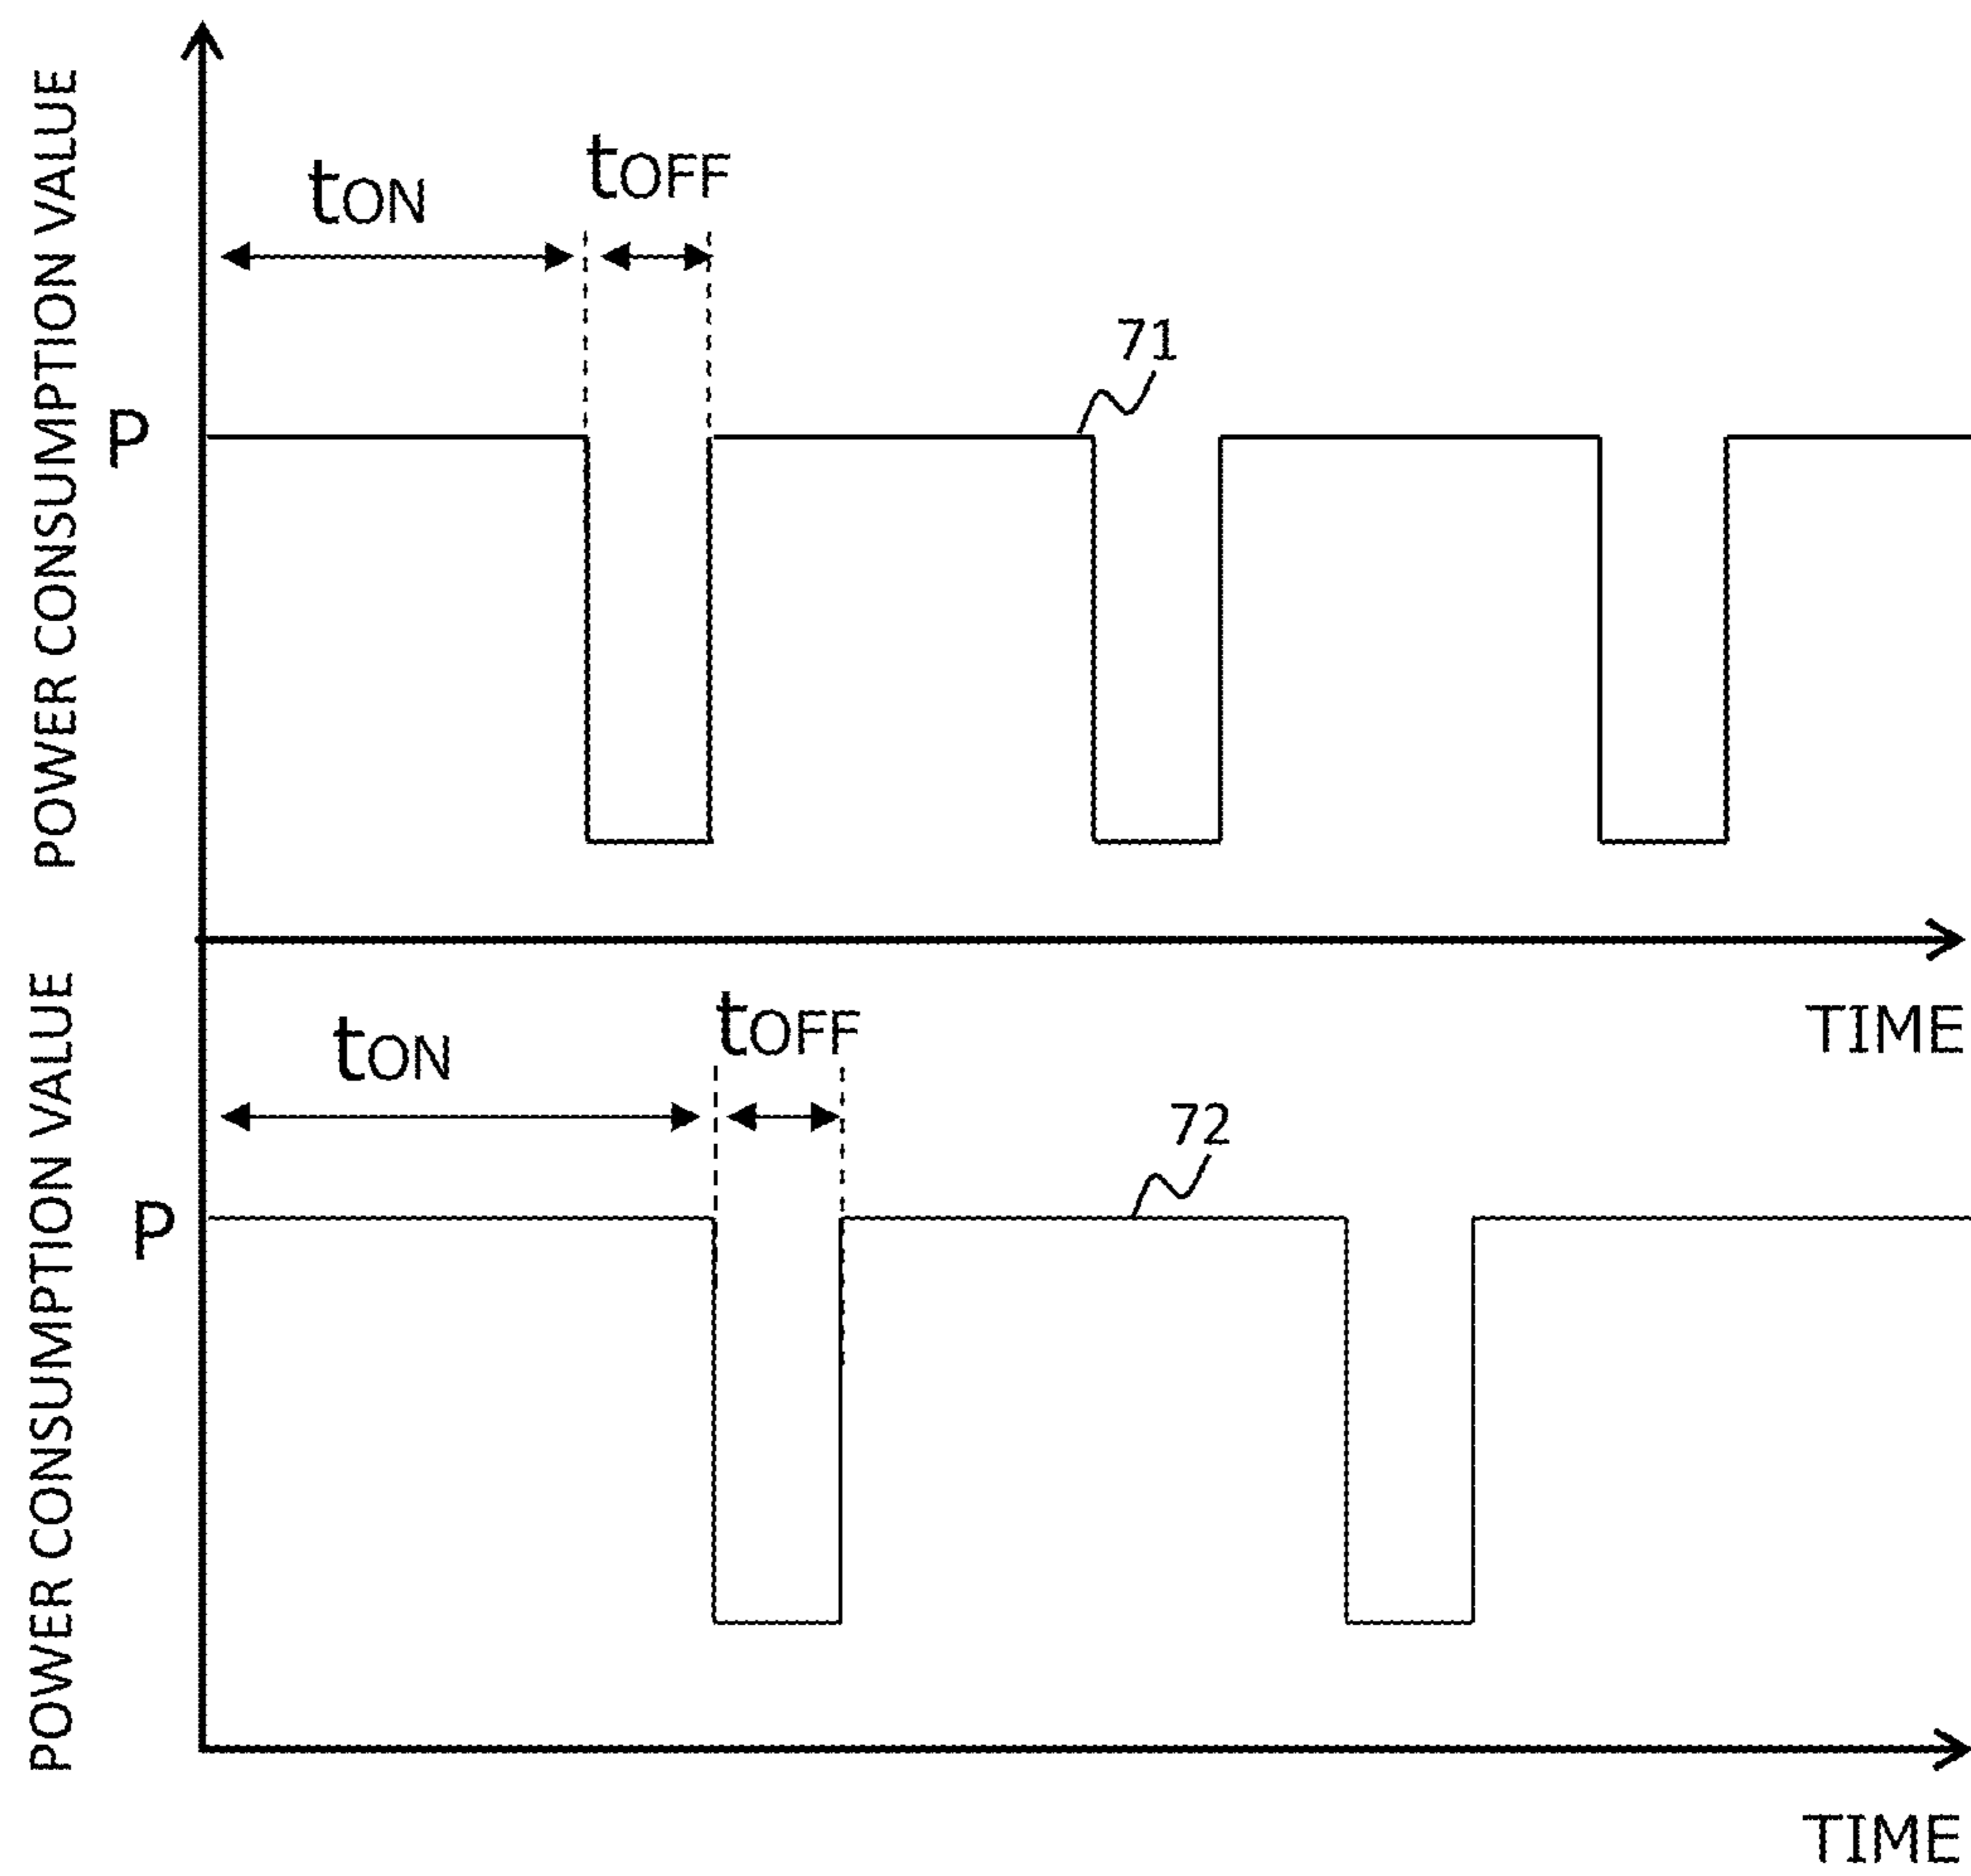 POWER CONSUMPTION VALUE
tON
tOFF
71
P
TIME
POWER CONSUMPTION VALUE
tON
tOFF
72
P
TIME